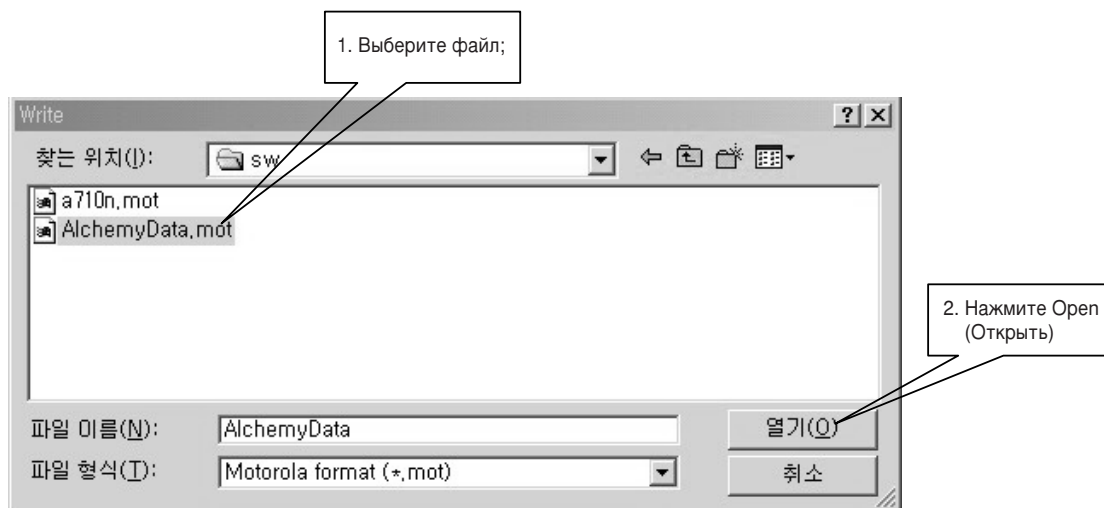 1. Выберите файл;
Write
찾는 위치(I):
sw
a710n.mot
AlchemyData.mot
2. Нажмите Open
(Открыть)
파일 이름(N):
AlchemyData
열기(O)
파일 형식(T):
Motorola format (*.mot)
취소